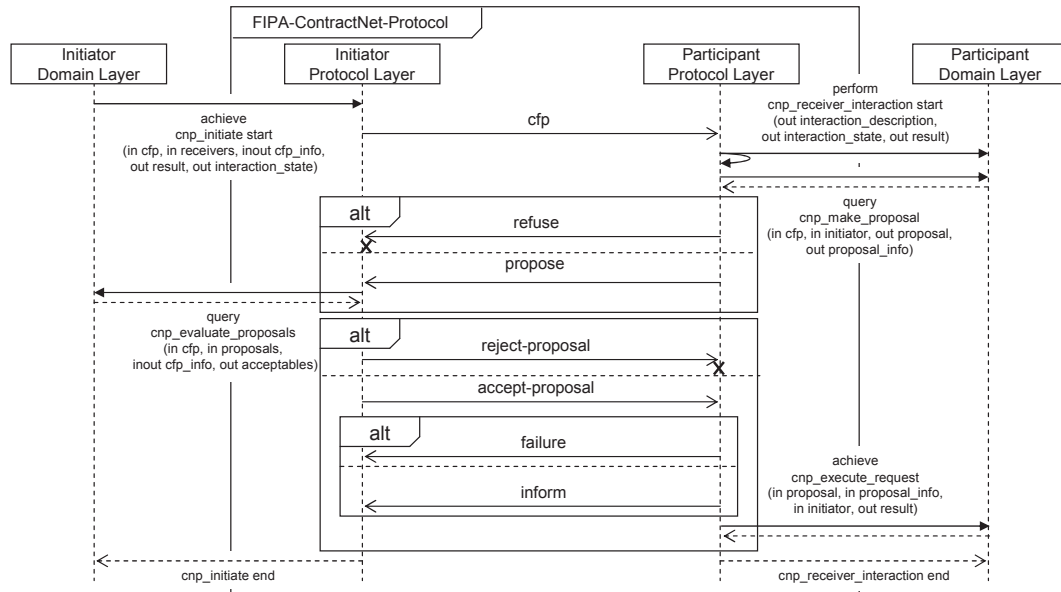 FIPA-ContractNet-Protocol
Initiator
Domain Layer
Initiator
Protocol Layer
Participant
Protocol Layer
Participant
Domain Layer
achieve
cnp_initiate start
(in cfp, in receivers, inout cfp_info,
out result, out interaction_state)
cfp
perform
cnp_receiver_interaction start
(out interaction_description,
out interaction_state, out result)
alt
refuse
propose
query
cnp_make_proposal
(in cfp, in initiator, out proposal,
out proposal_info)
query
cnp_evaluate_proposals
(in cfp, in proposals,
inout cfp_info, out acceptables)
alt
reject-proposal
accept-proposal
alt
failure
inform
achieve
cnp_execute_request
(in proposal, in proposal_info,
in initiator, out result)
cnp_initiate end
cnp_receiver_interaction end